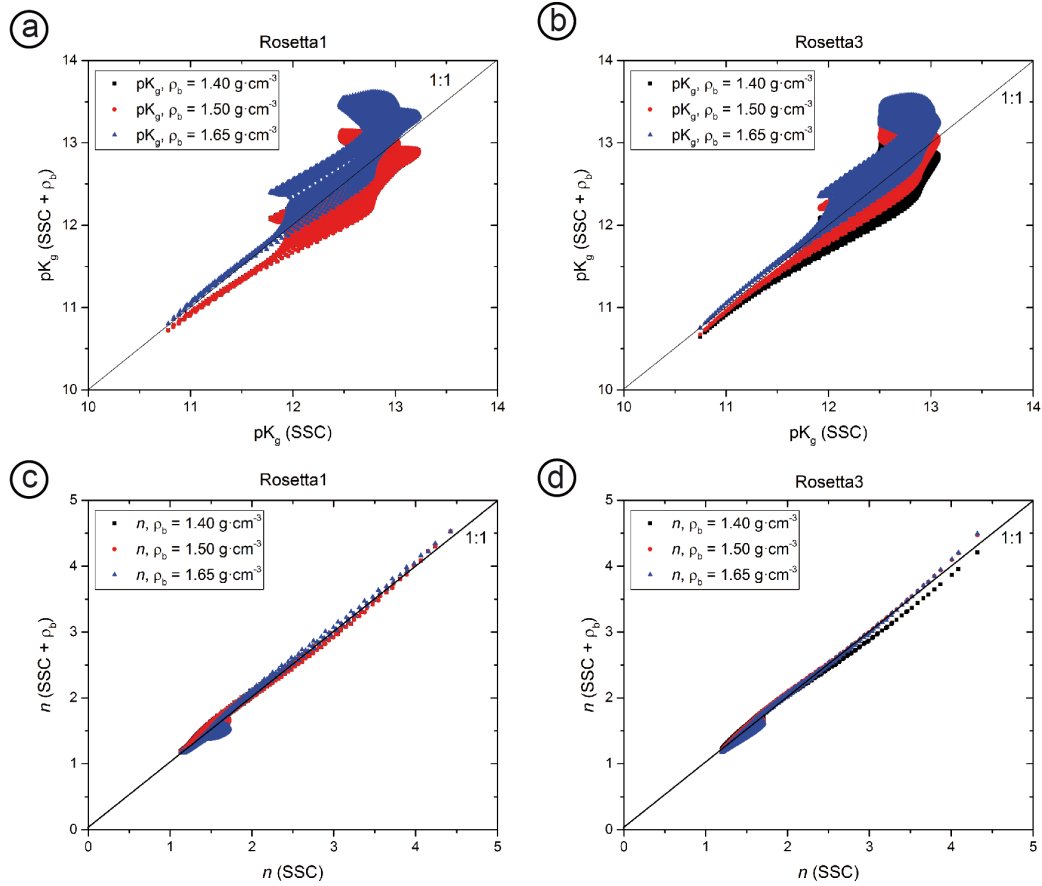 a
Rosetta1
pKg, ρb = 1.40 g·cm-3
pKg, ρb = 1.50 g·cm-3
pKg, ρb = 1.65 g·cm-3
1:1
14
13
12
11
10
10 11 12 13 14
pKg (SSC + ρb)
pKg (SSC)
b
Rosetta3
pKg, ρb = 1.40 g·cm-3
pKg, ρb = 1.50 g·cm-3
pKg, ρb = 1.65 g·cm-3
1:1
14
13
12
11
10
10 11 12 13 14
pKg (SSC + ρb)
pKg (SSC)
c
Rosetta1
n, ρb = 1.40 g·cm-3
n, ρb = 1.50 g·cm-3
n, ρb = 1.65 g·cm-3
1:1
5
4
3
2
1
0
0 1 2 3 4 5
n (SSC + ρb)
n (SSC)
d
Rosetta3
n, ρb = 1.40 g·cm-3
n, ρb = 1.50 g·cm-3
n, ρb = 1.65 g·cm-3
1:1
5
4
3
2
1
0
0 1 2 3 4 5
n (SSC + ρb)
n (SSC)